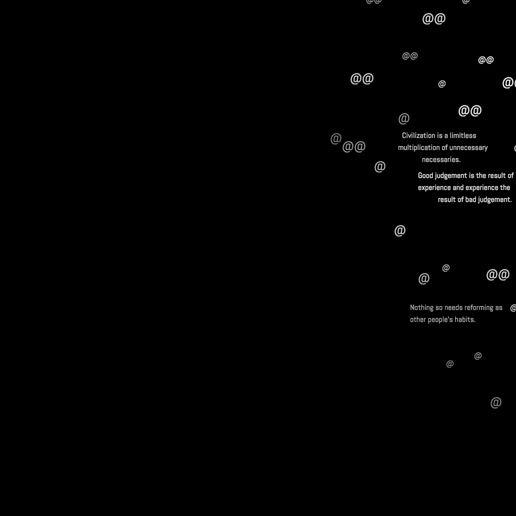 @@ @
@@
@@ @@
@@ @ @
@@
@
@ Civilization is a limitless
@@ multiplication of unnecessary
necessaries.
@ Good judgement is the result of
experience and experience the
result of bad judgement.
@
@
@ @@
Nothing so needs reforming as @
other people's habits.
@
@
@